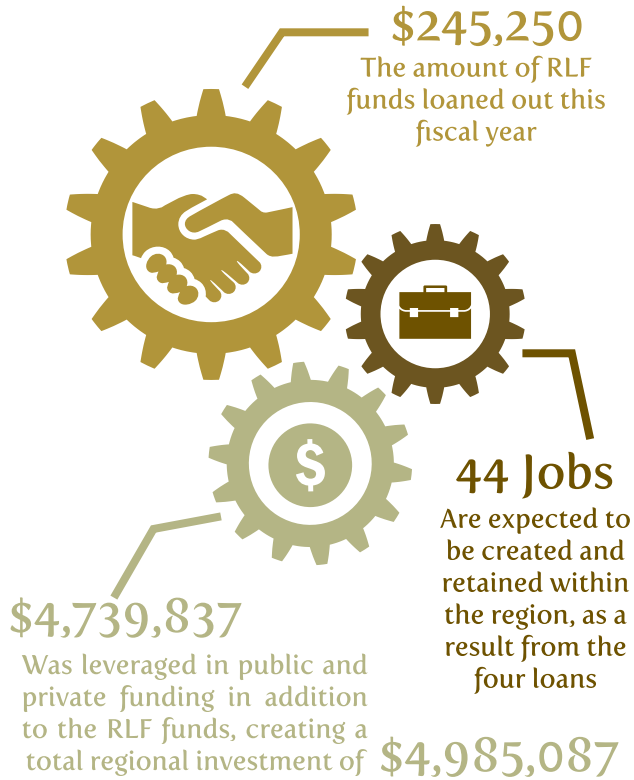 $245,250
The amount of RLF
funds loaned out this
fiscal year
$
44 Jobs
Are expected to
be created and
retained within
the region, as a
result from the
four loans
$4,739,837
Was leveraged in public and
private funding in addition
to the RLF funds, creating a
total regional investment of $4,985,087